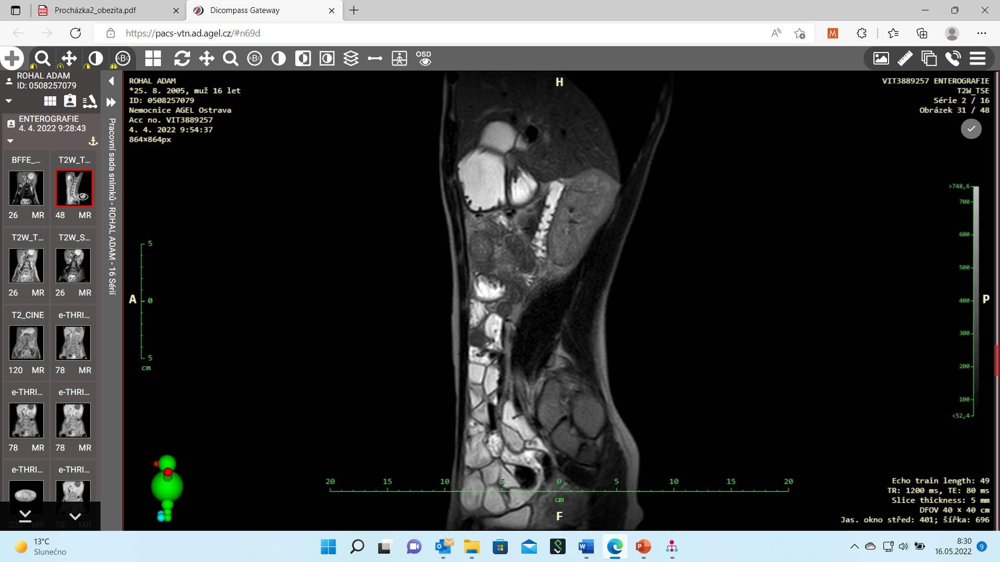 Procházka2_obezita.pdf
Dicompass Gateway
https://pacs-vtn.ad.agel.cz/#n69d
ABC
ABC
OSD
ROHAL ADAM
ID: 0508257079
ENTEROGRAFIE
4. 4. 2022 9:28:43
BFFE_...
T2W_T...
26 MR
48 MR
T2W_T...
T2W_S...
26 MR
26 MR
T2_CINE
e-THRI...
120 MR
78 MR
e-THRI...
e-THRI...
78 MR
78 MR
e-THRI...
e-THRI...
200 MR
78 MR
Pracovní sada snímků - ROHAL ADAM - 16 Sérií
ROHAL ADAM
*25. 8. 2005, muž 16 let
ID: 0508257079
Nemocnice AGEL Ostrava
Acc no. VIT3889257
4. 4. 2022 9:54:37
864×864px
H
VIT3889257 ENTEROGRAFIE
T2W_TSE
Série 2 / 16
Obrázek 31 / 48
A
5
0
5
cm
>748,6
700
600
500
400
300
200
100
<52,4
P
20 15 10 5 0 5 10 15 20
cm
F
Echo train length: 49
TR: 1200 ms, TE: 80 ms
Slice thickness: 5 mm
DFOV 40 x 40 cm
Jas. okno střed: 401; šířka: 696
13°C
Slunečno
8:30
16.05.2022
9